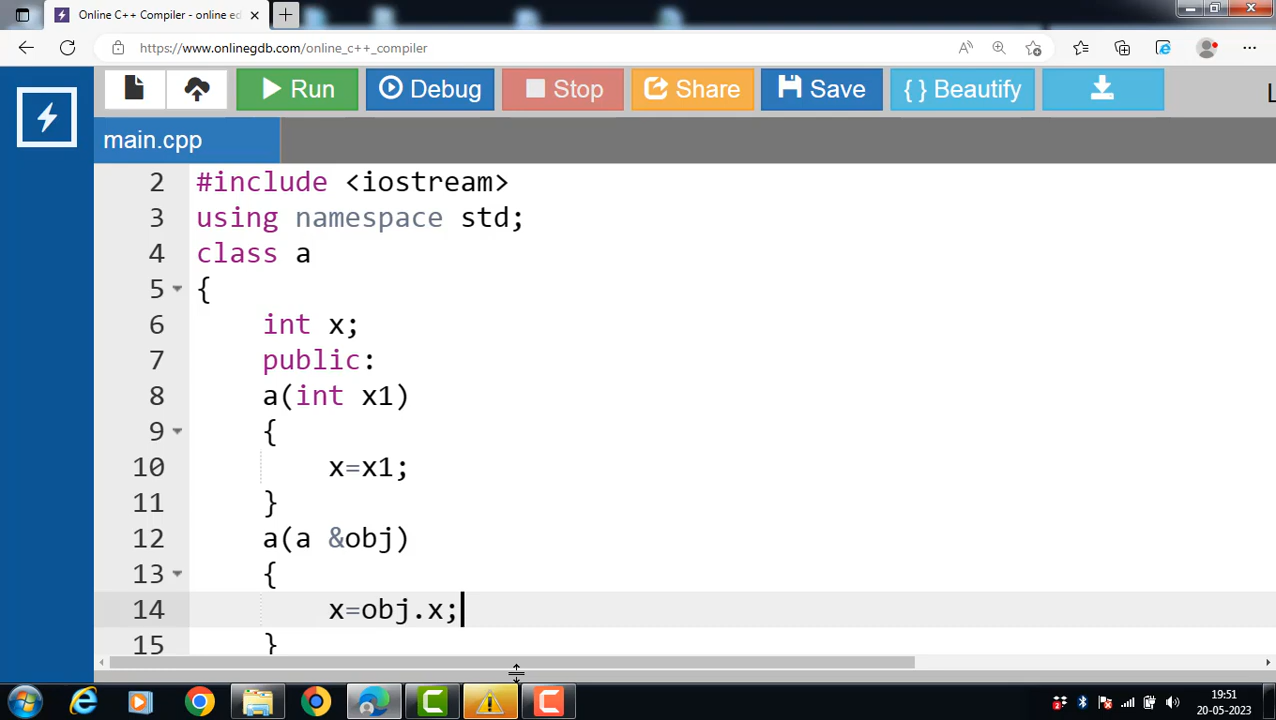 Online C++ Compiler - online ed
https://www.onlinegdb.com/online_c++_compiler
Run Debug Stop Share Save { } Beautify
main.cpp
2 #include <iostream>
3 using namespace std;
4 class a
5 {
6 int x;
7 public:
8 a(int x1)
9 {
10 x=x1;
11 }
12 a(a &obj)
13 {
14 x=obj.x;
15 }
19:51
20-05-2023